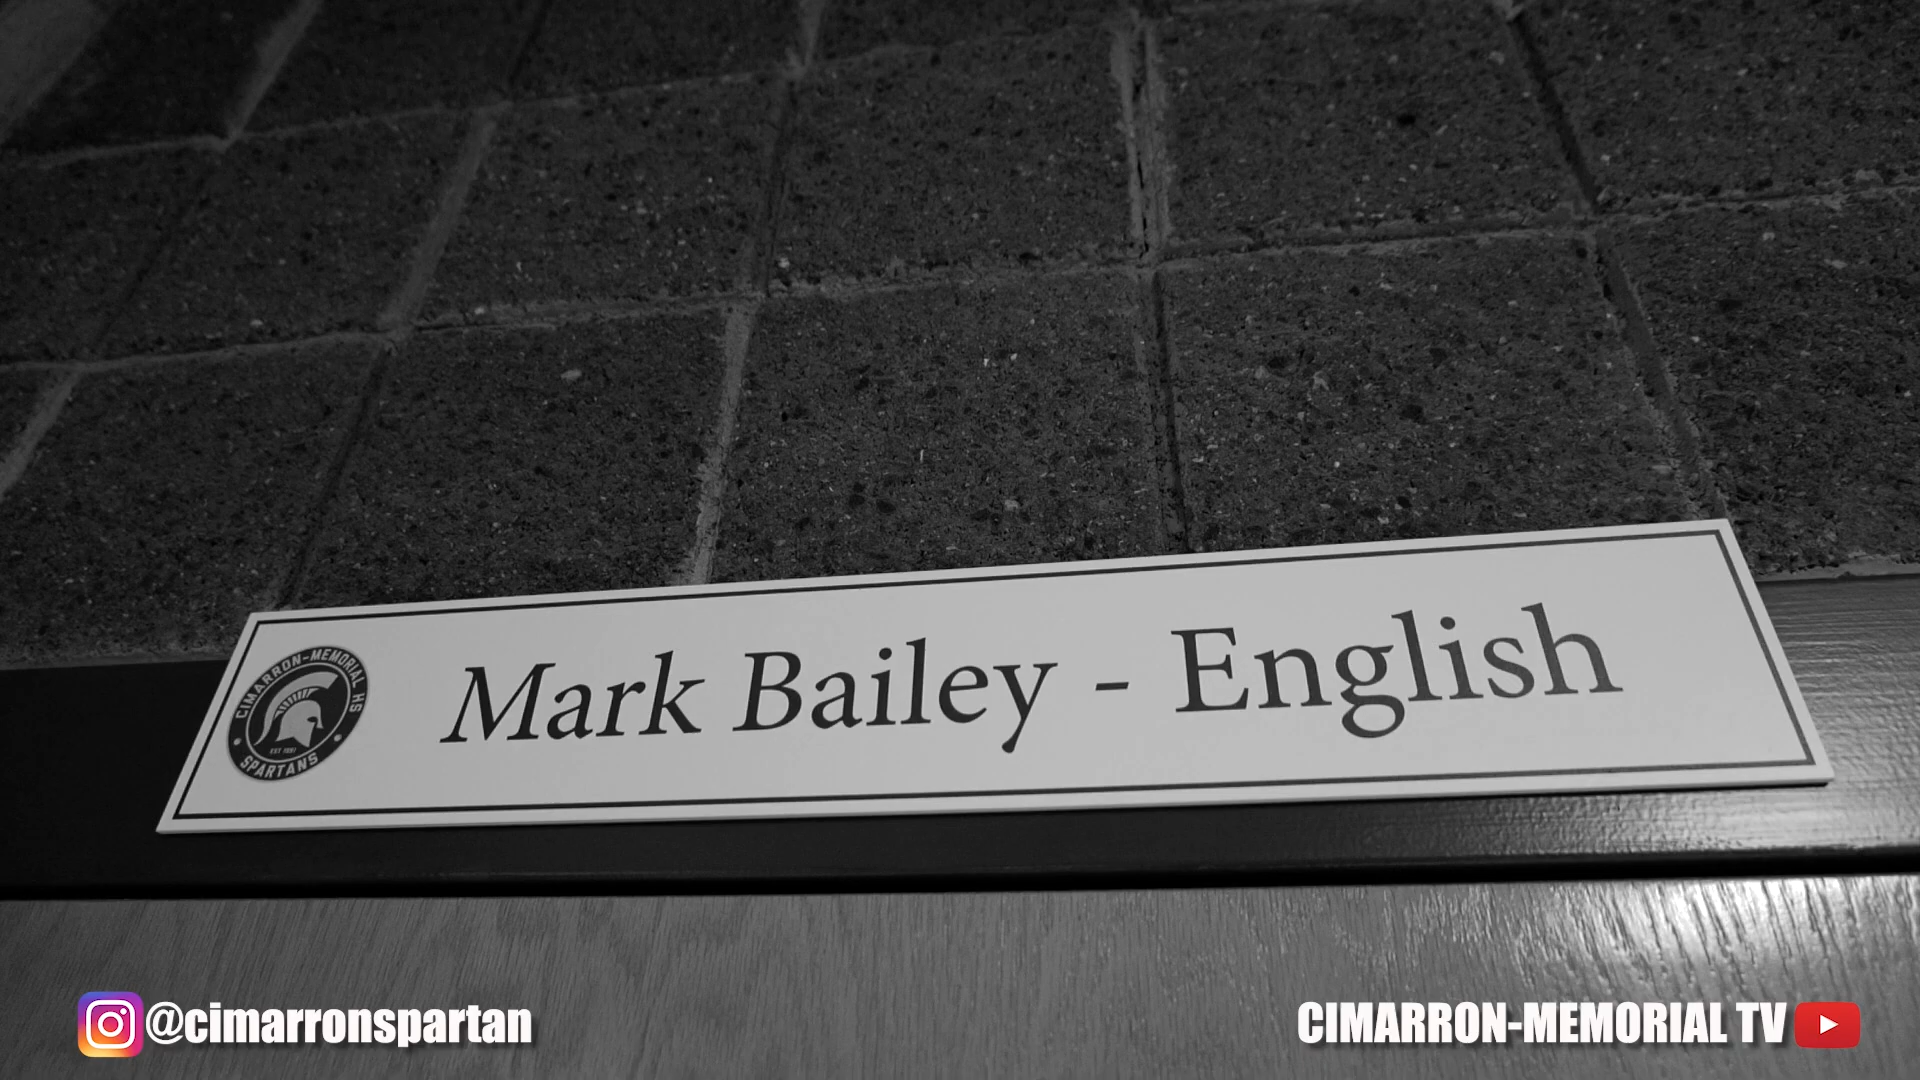 CIMARRON-MEMORIAL HS
EST 1991
SPARTANS
Mark Bailey - English
@cimarronspartan
CIMARRON-MEMORIAL TV